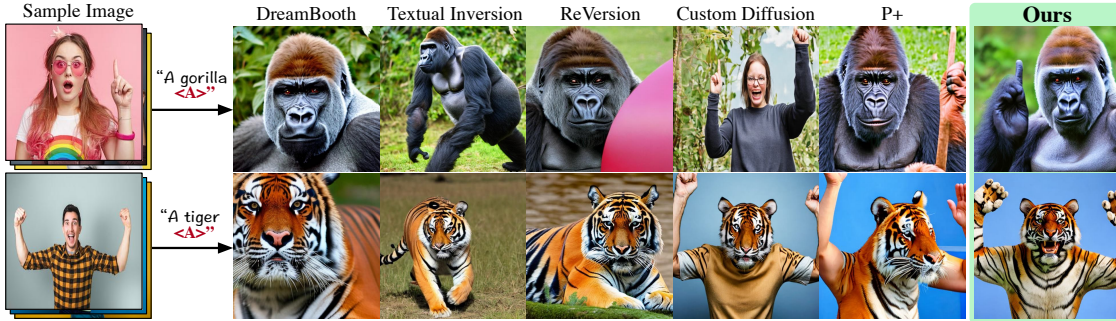 Sample Image DreamBooth Textual Inversion ReVersion Custom Diffusion P+ Ours
“A gorilla
<A>”
“A tiger
<A>”